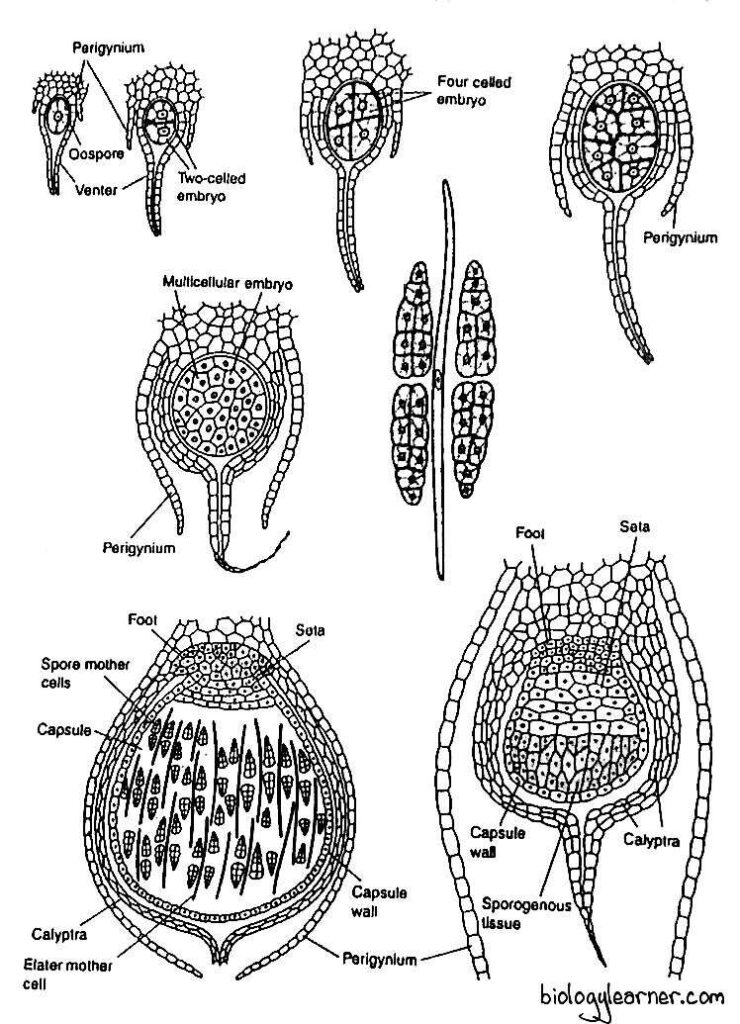 Perigynium
Oospore
Venter
Two-celled
embryo
Four celled
embryo
Perigynium
Multicellular embryo
Perigynium
Foot
Seta
Capsule
wall
Sporogenous
tissue
Calyptra
Foot
Seta
Spore mother
cells
Capsule
Capsule
wall
Calyptra
Elater mother
cell
Perigynium
biologylearner.com